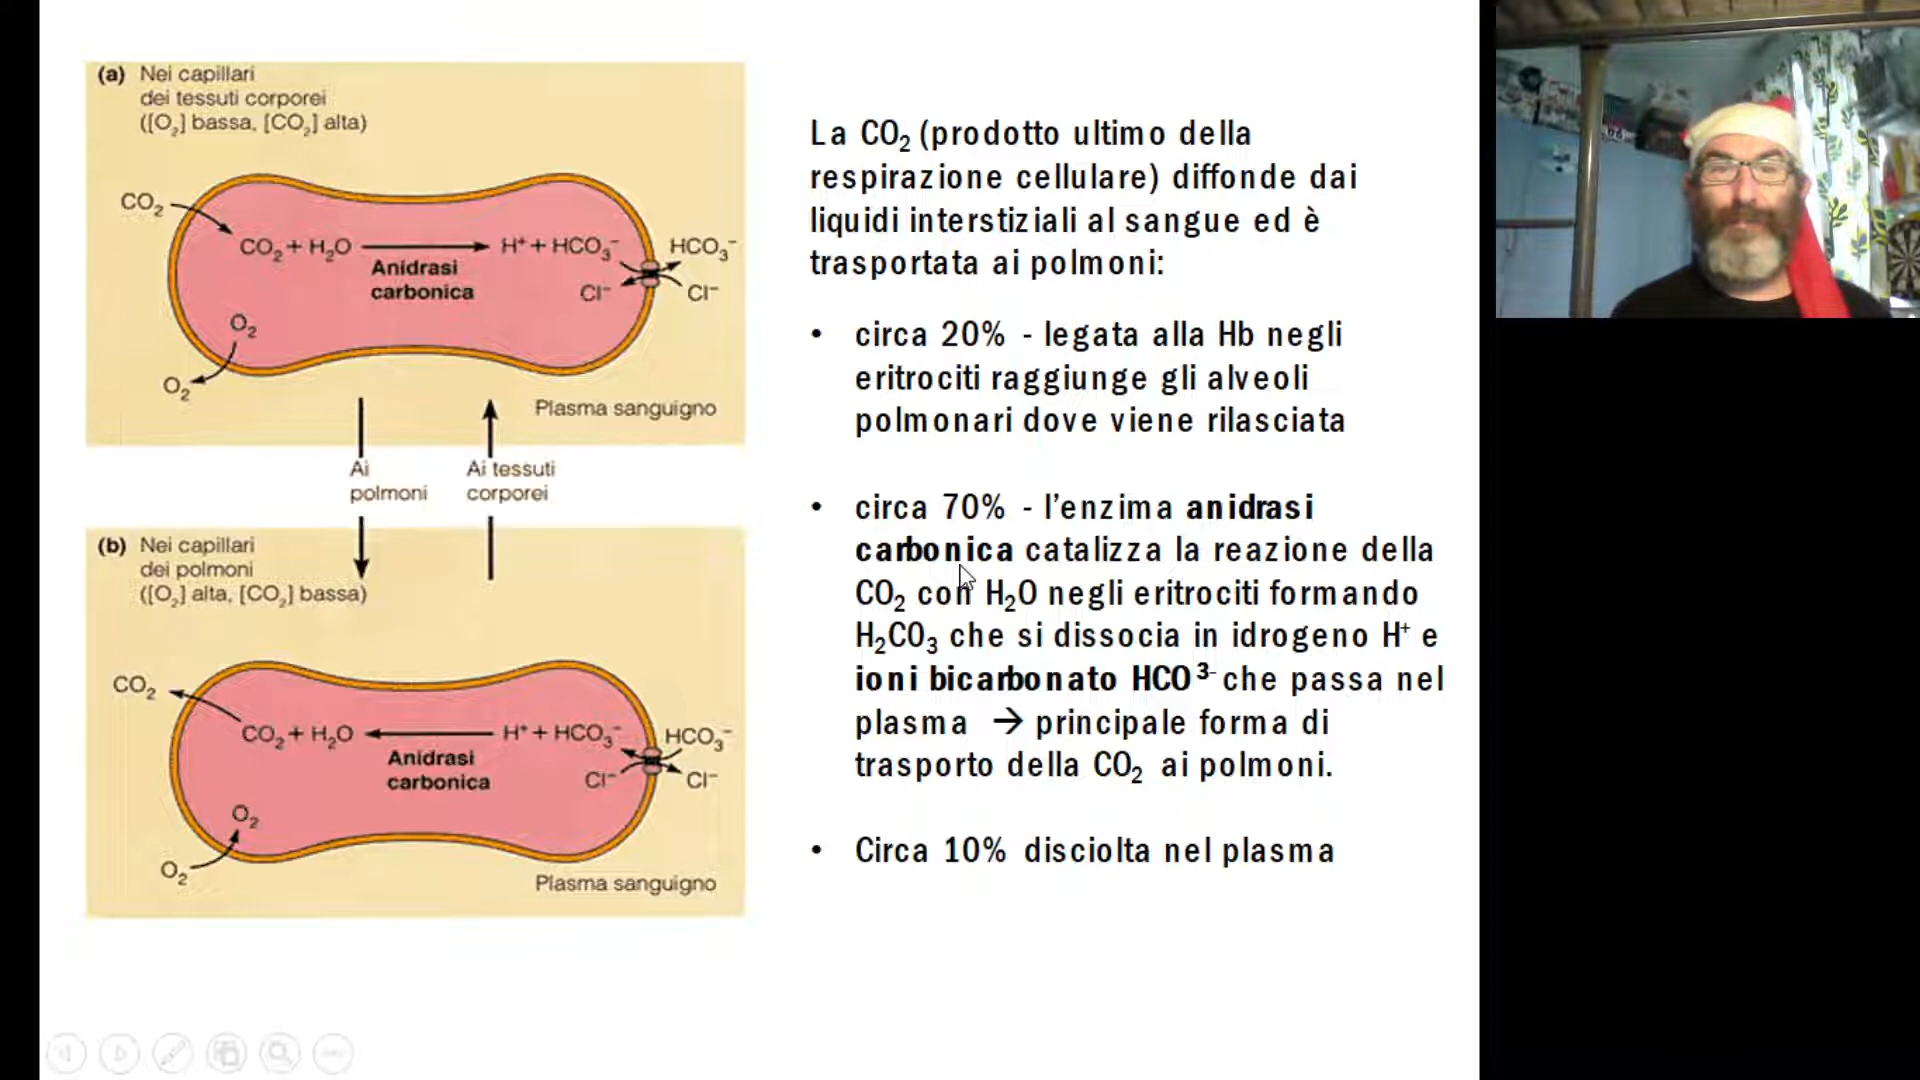 (a) Nei capillari
dei tessuti corporei
([O₂] bassa, [CO₂] alta)
CO₂
CO₂ + H₂O
H⁺ + HCO₃⁻
HCO₃⁻
Anidrasi
carbonica
Cl⁻
Cl⁻
O₂
O₂
Plasma sanguigno
Ai
polmoni
Ai tessuti
corporei
(b) Nei capillari
dei polmoni
([O₂] alta, [CO₂] bassa)
CO₂
CO₂ + H₂O
H⁺ + HCO₃⁻
HCO₃⁻
Anidrasi
carbonica
Cl⁻
Cl⁻
O₂
O₂
Plasma sanguigno
La CO₂ (prodotto ultimo della
respirazione cellulare) diffonde dai
liquidi interstiziali al sangue ed è
trasportata ai polmoni:
• circa 20% - legata alla Hb negli
eritrociti raggiunge gli alveoli
polmonari dove viene rilasciata
• circa 70% - l’enzima anidrasi
carbonica catalizza la reazione della
CO₂ con H₂O negli eritrociti formando
H₂CO₃ che si dissocia in idrogeno H⁺ e
ioni bicarbonato HCO³⁻ che passa nel
plasma → principale forma di
trasporto della CO₂ ai polmoni.
• Circa 10% disciolta nel plasma